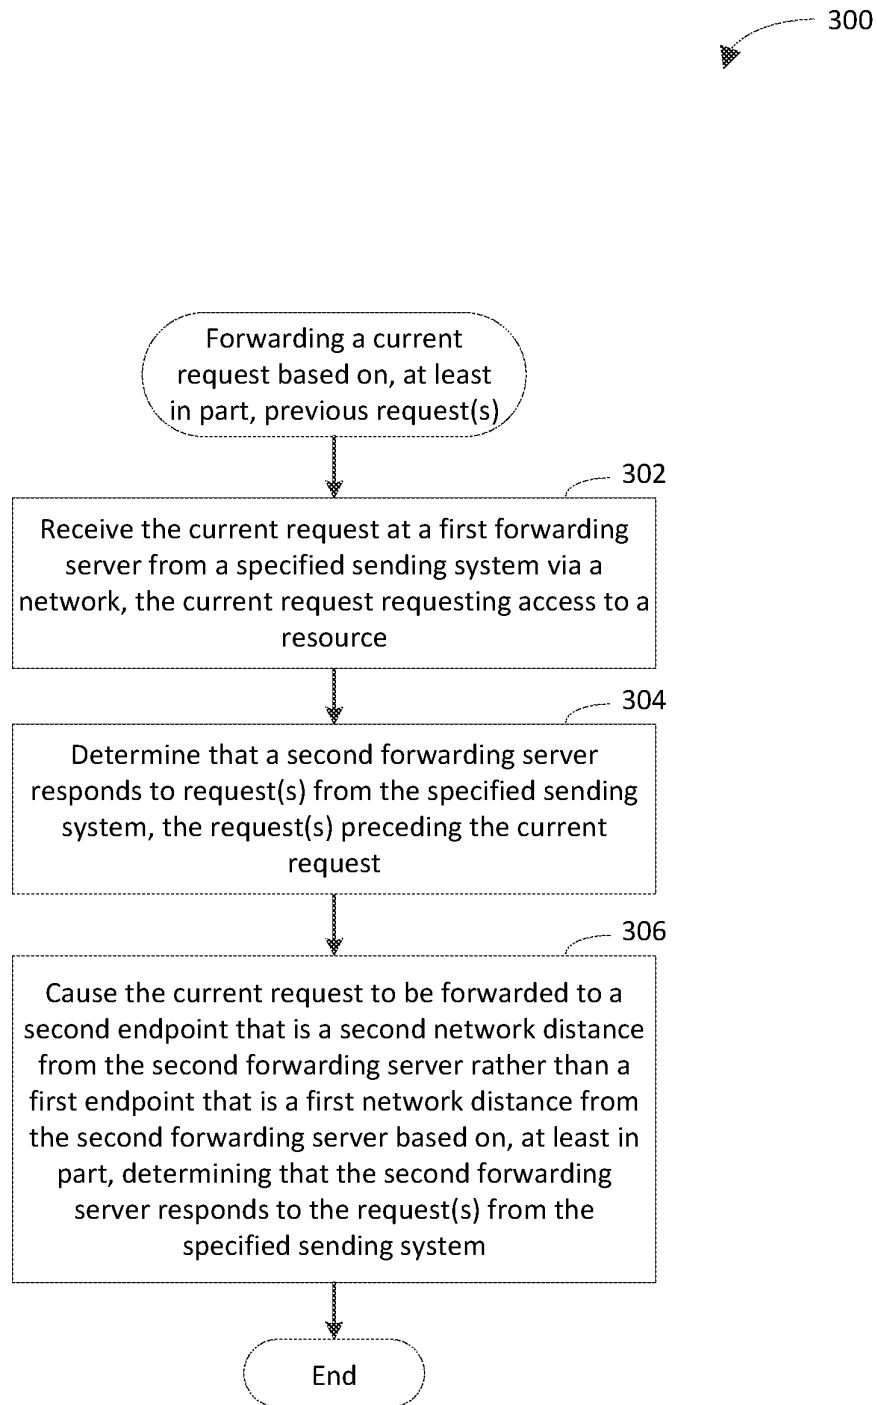 300
Forwarding a current
request based on, at least
in part, previous request(s)
302
Receive the current request at a first forwarding
server from a specified sending system via a
network, the current request requesting access to a
resource
304
Determine that a second forwarding server
responds to request(s) from the specified sending
system, the request(s) preceding the current
request
306
Cause the current request to be forwarded to a
second endpoint that is a second network distance
from the second forwarding server rather than a
first endpoint that is a first network distance from
the second forwarding server based on, at least in
part, determining that the second forwarding
server responds to the request(s) from the
specified sending system
End